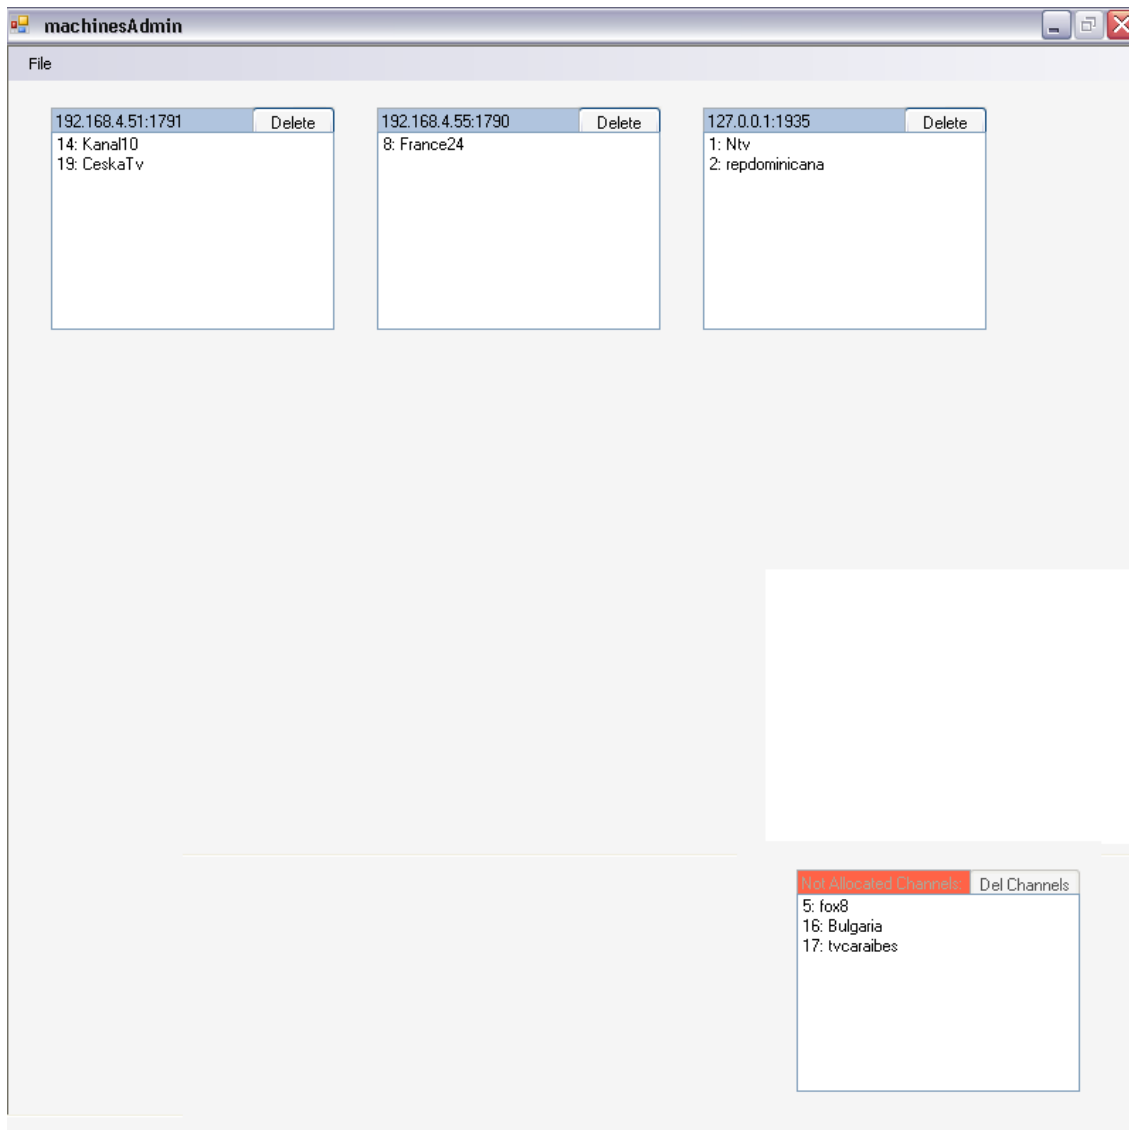 machinesAdmin
File
192.168.4.51:1791 Delete
14: Kanal10
19: CeskaTv
192.168.4.55:1790 Delete
8: France24
127.0.0.1:1935 Delete
1: Ntv
2: repdominicana
Not Allocated Channels: Del Channels
5: fox8
16: Bulgaria
17: tvcaraibes